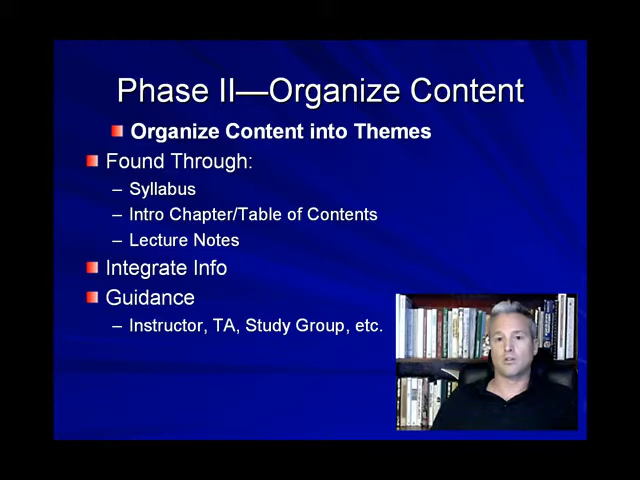 Phase II—Organize Content
Organize Content into Themes
Found Through:
– Syllabus
– Intro Chapter/Table of Contents
– Lecture Notes
Integrate Info
Guidance
– Instructor, TA, Study Group, etc.